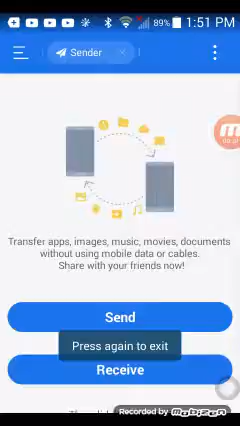 89% 1:51 PM
Sender
Transfer apps, images, music, movies, documents
without using mobile data or cables.
Share with your friends now!
Send
Press again to exit
Receive
Recorded by mobizen